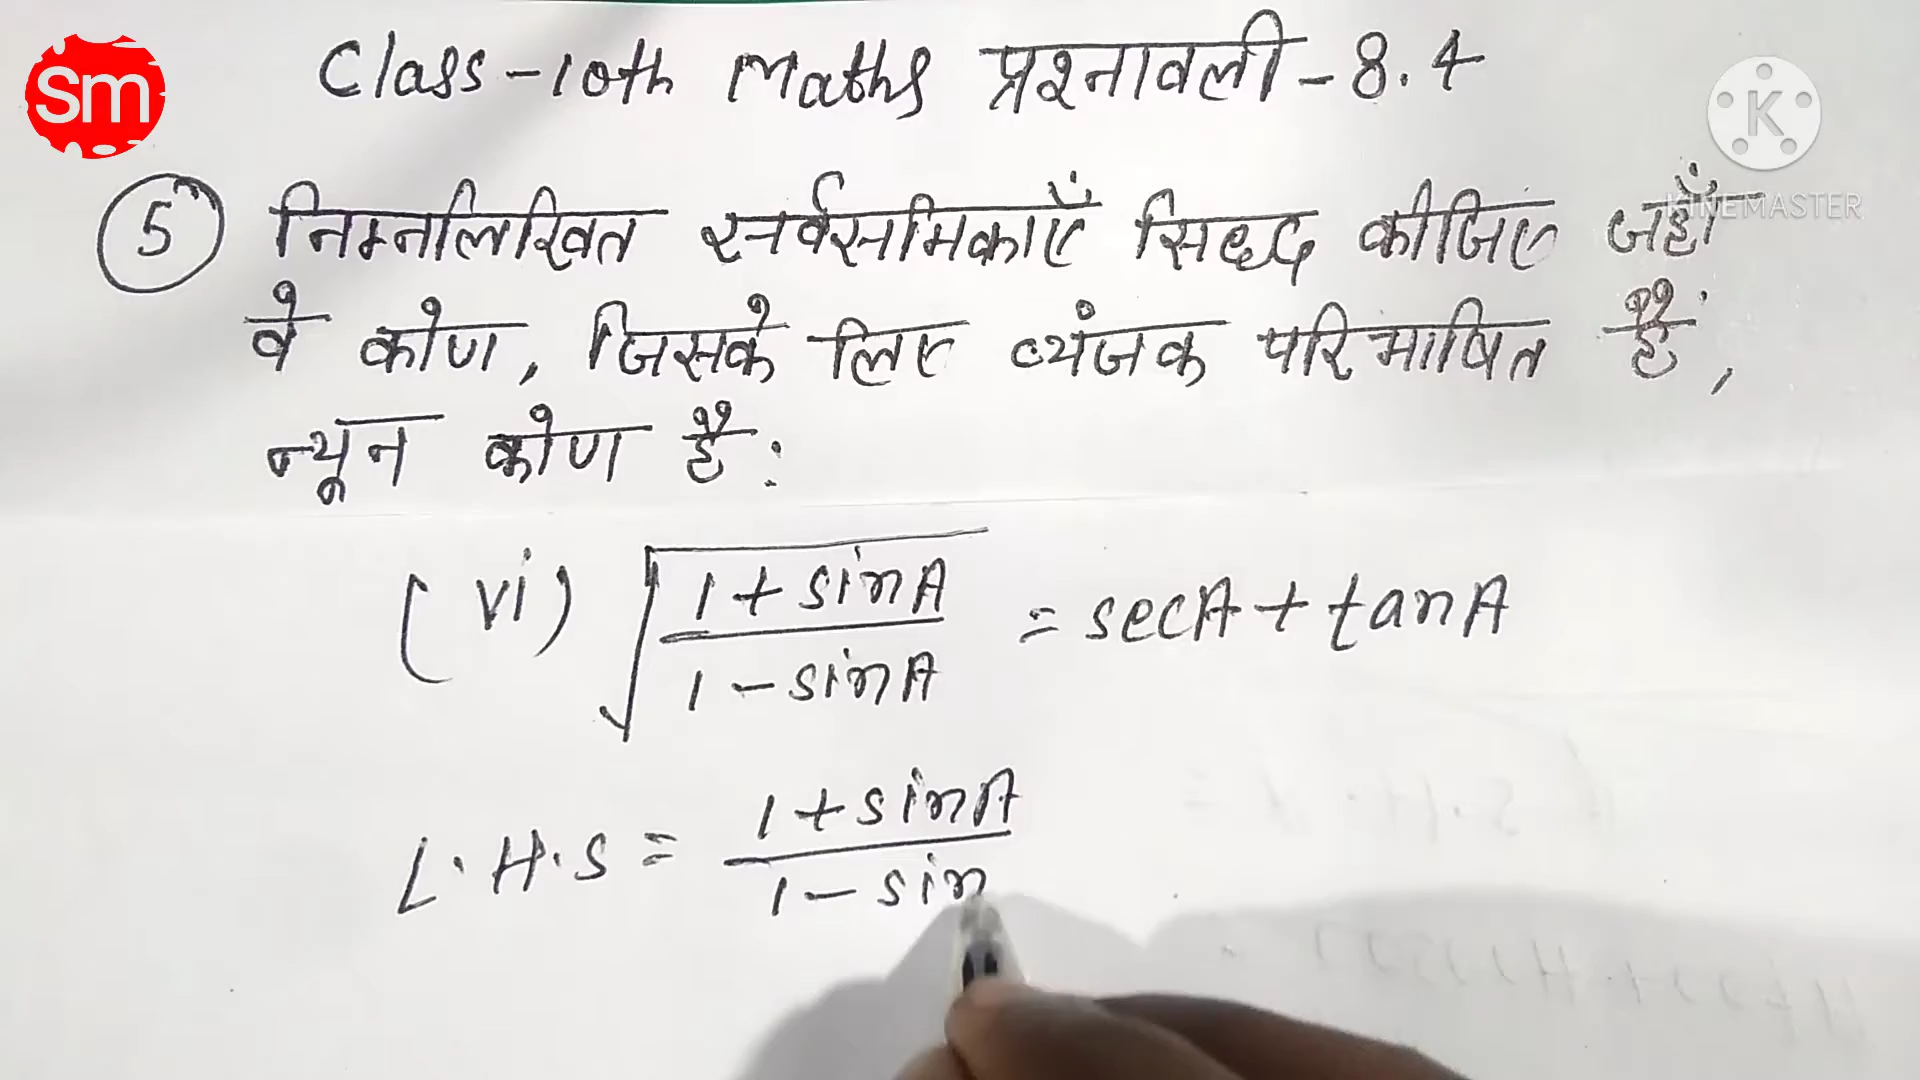 Sm
Class-10th Maths प्रश्नावली-8.4
K
KINEMASTER
5 निम्नलिखित सर्वसमिकाएँ सिद्ध कीजिए जहाँ
वे कोण, जिसके लिए व्यंजक परिभाषित है,
न्यून कोण है:
(vi) √(1+sinA / 1-sinA) = secA + tanA
L.H.S = 1+sinA / 1-sin